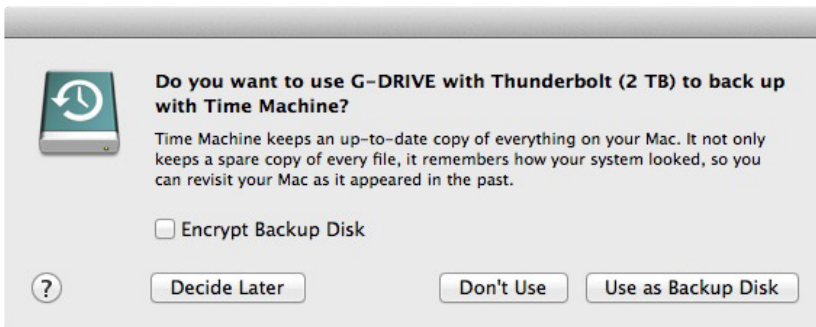 Do you want to use G-DRIVE with Thunderbolt (2 TB) to back up
with Time Machine?
Time Machine keeps an up-to-date copy of everything on your Mac. It not only
keeps a spare copy of every file, it remembers how your system looked, so you
can revisit your Mac as it appeared in the past.
Encrypt Backup Disk
? Decide Later Don't Use Use as Backup Disk